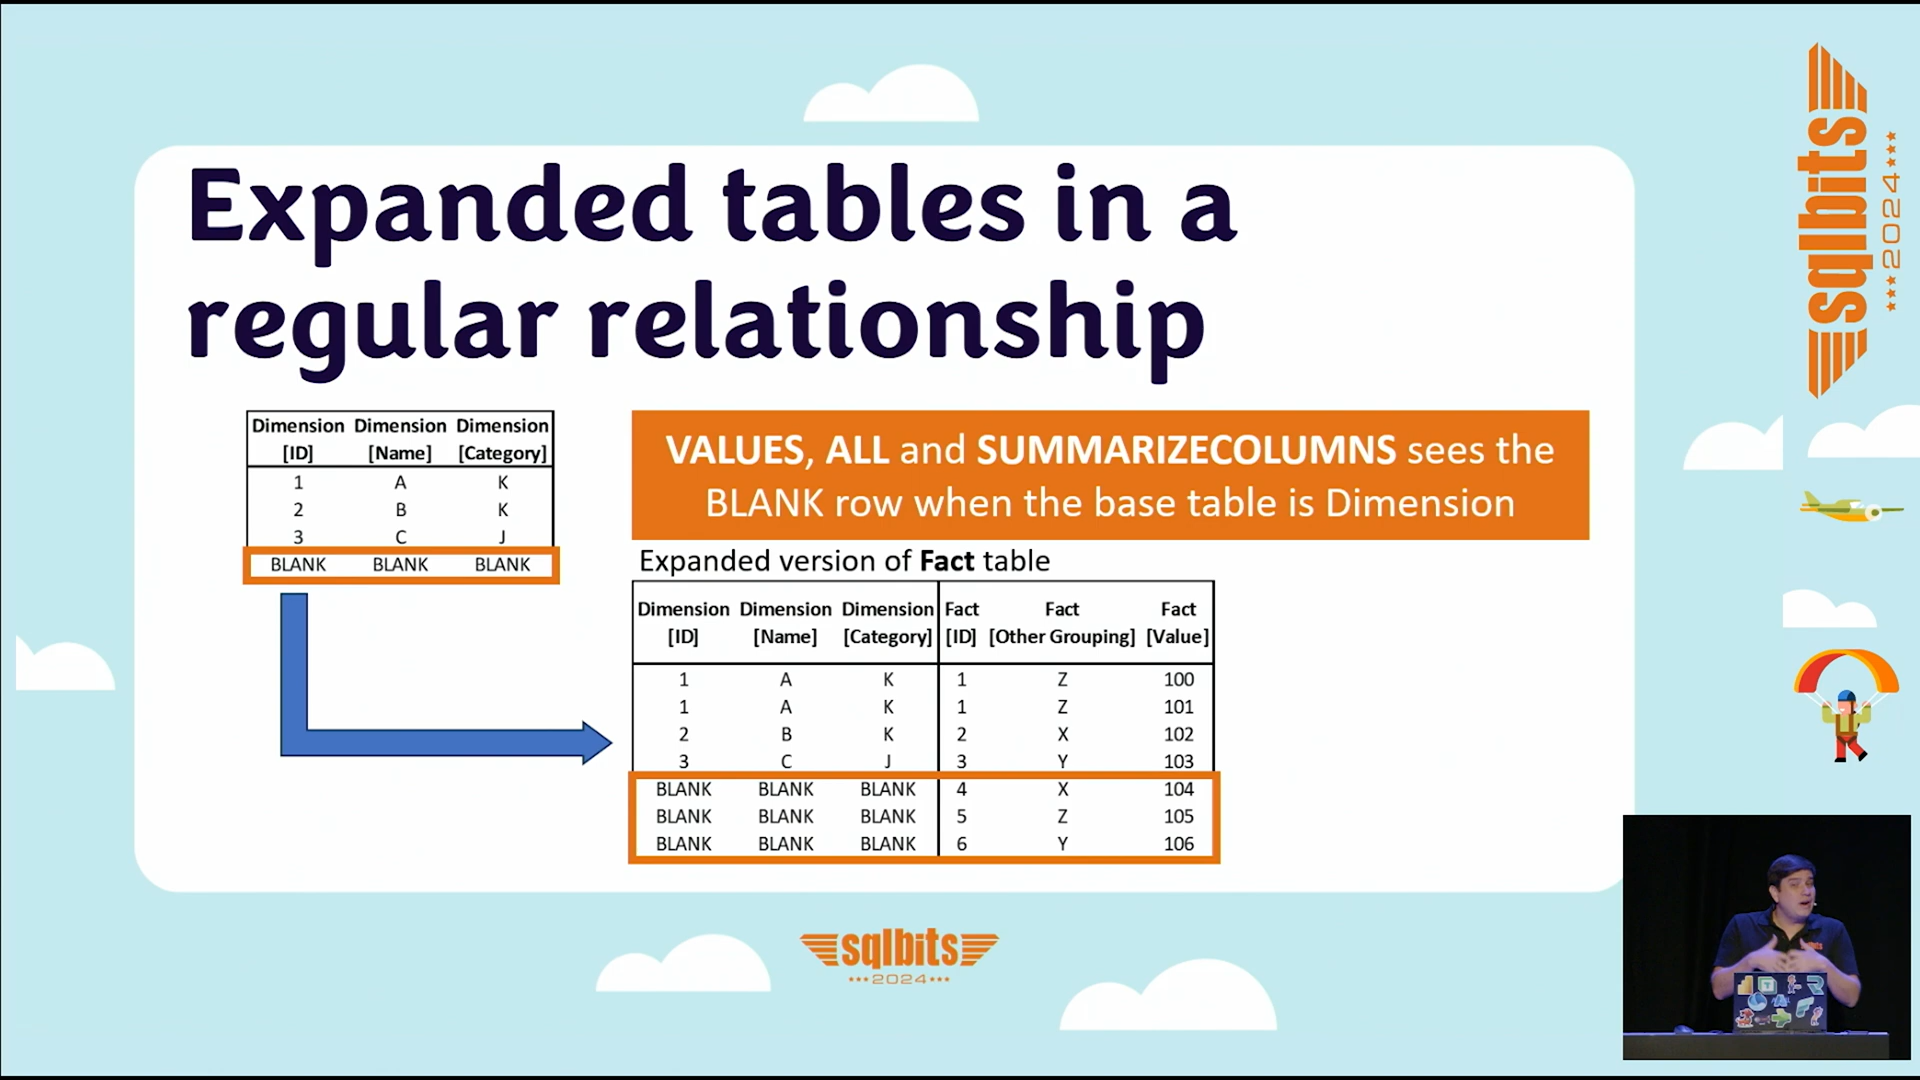 Expanded tables in a
regular relationship
Dimension Dimension Dimension
[ID] [Name] [Category]
1 A K
2 B K
3 C J
BLANK BLANK BLANK
VALUES, ALL and SUMMARIZECOLUMNS sees the
BLANK row when the base table is Dimension
Expanded version of Fact table
Dimension Dimension Dimension Fact Fact Fact
[ID] [Name] [Category] [ID] [Other Grouping] [Value]
1 A K 1 Z 100
1 A K 1 Z 101
2 B K 2 X 102
3 C J 3 Y 103
BLANK BLANK BLANK 4 X 104
BLANK BLANK BLANK 5 Z 105
BLANK BLANK BLANK 6 Y 106
sqlbits
2024
sqlbits
2024